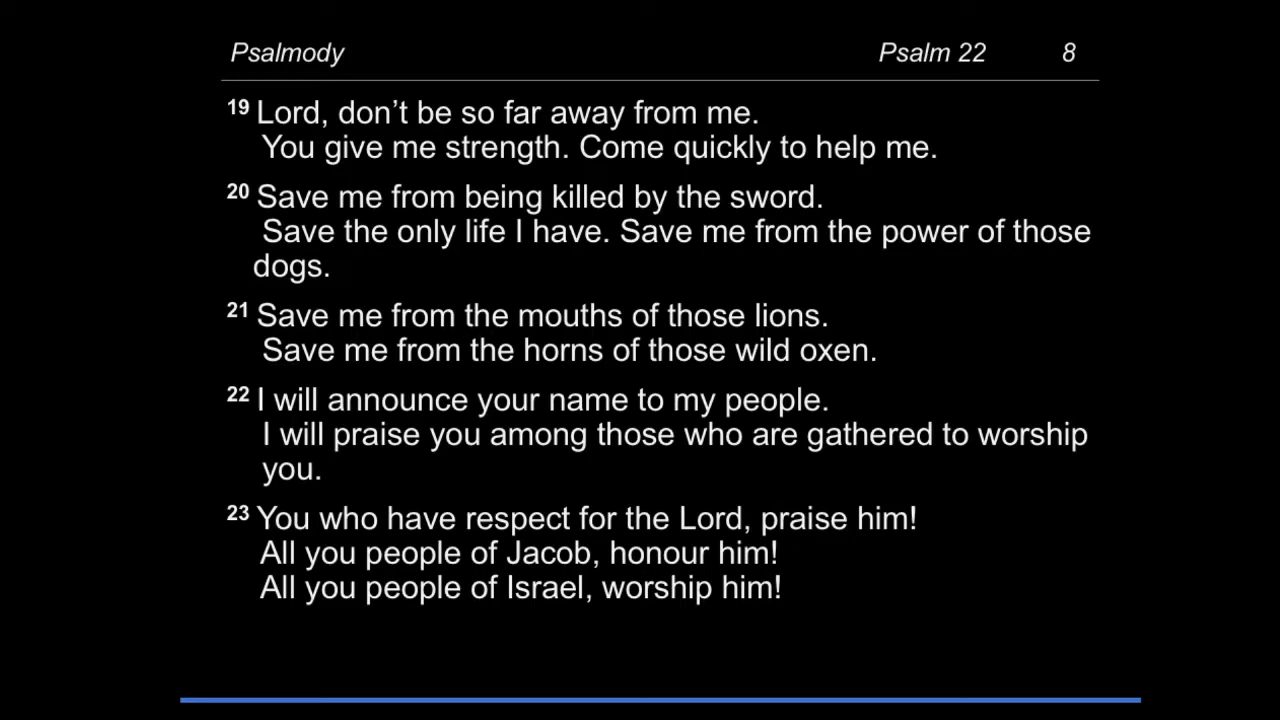 Psalmody Psalm 22 8
19 Lord, don’t be so far away from me.
You give me strength. Come quickly to help me.
20 Save me from being killed by the sword.
Save the only life I have. Save me from the power of those
dogs.
21 Save me from the mouths of those lions.
Save me from the horns of those wild oxen.
22 I will announce your name to my people.
I will praise you among those who are gathered to worship
you.
23 You who have respect for the Lord, praise him!
All you people of Jacob, honour him!
All you people of Israel, worship him!